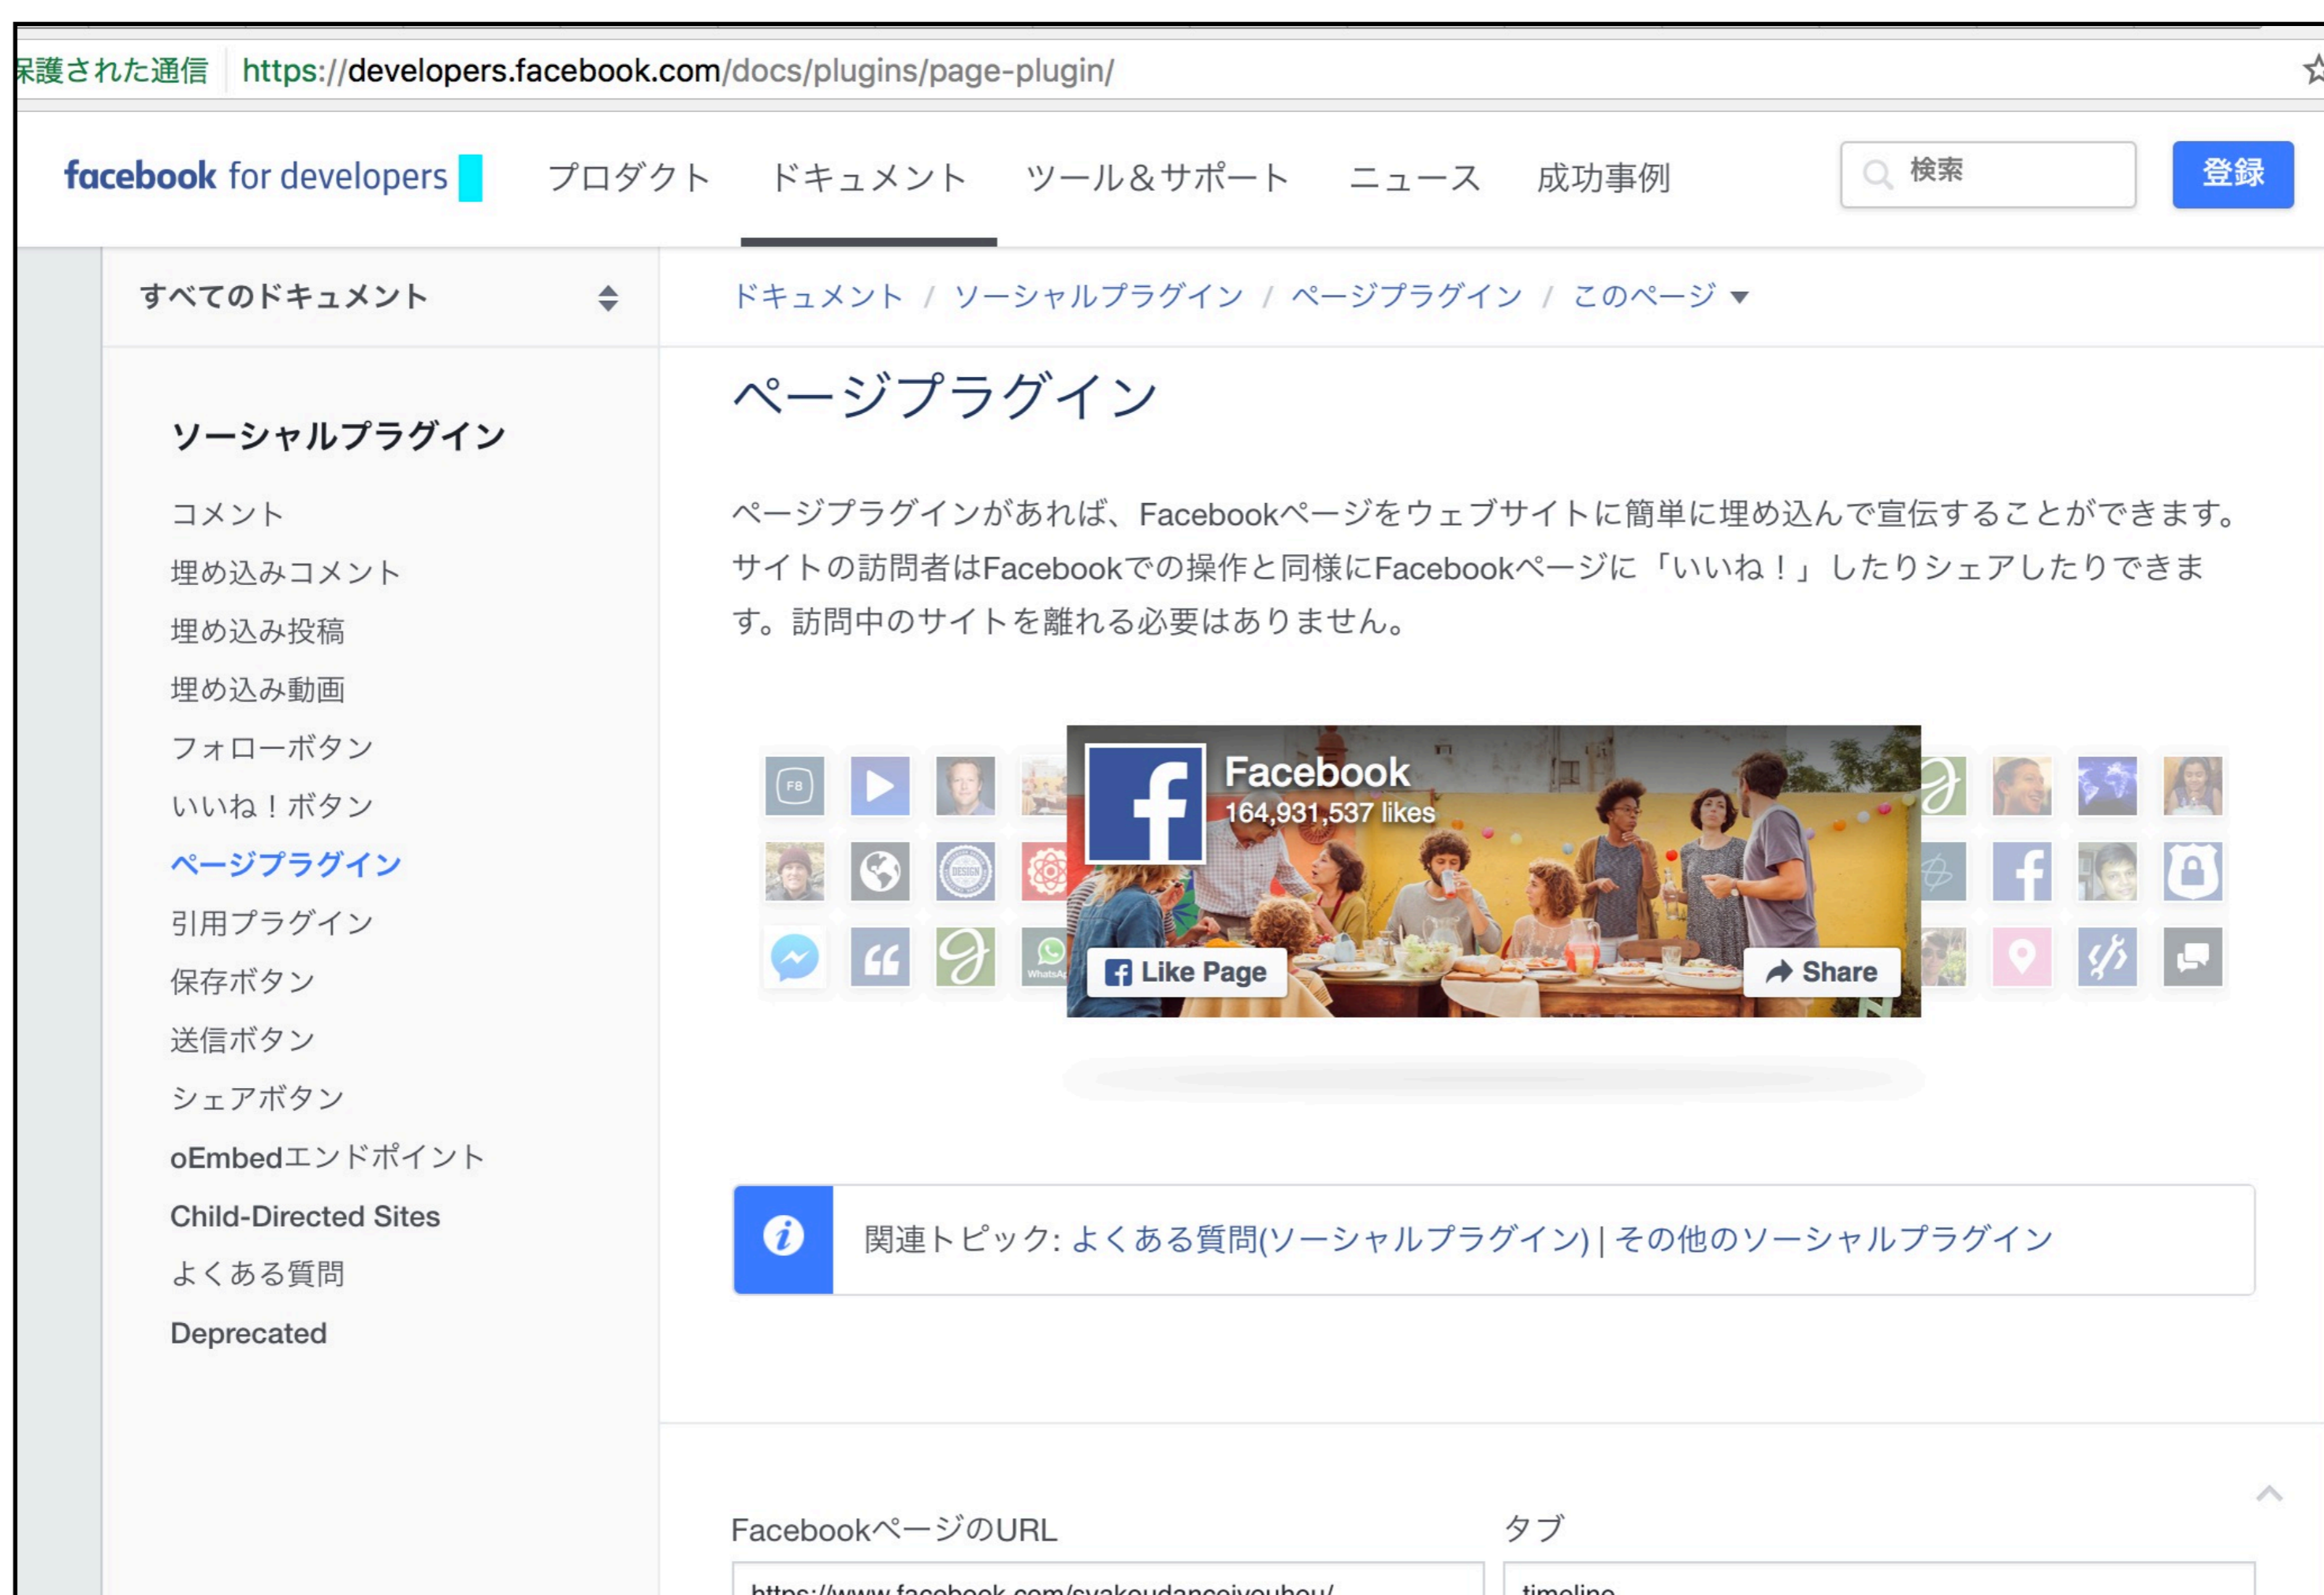 保護された通信 https://developers.facebook.com/docs/plugins/page-plugin/
facebook for developers プロダクト ドキュメント ツール＆サポート ニュース 成功事例 検索 登録
すべてのドキュメント
ドキュメント / ソーシャルプラグイン / ページプラグイン / このページ
ソーシャルプラグイン
コメント
埋め込みコメント
埋め込み投稿
埋め込み動画
フォローボタン
いいね！ボタン
ページプラグイン
引用プラグイン
保存ボタン
送信ボタン
シェアボタン
oEmbedエンドポイント
Child-Directed Sites
よくある質問
Deprecated
ページプラグイン
ページプラグインがあれば、Facebookページをウェブサイトに簡単に埋め込んで宣伝することができます。
サイトの訪問者はFacebookでの操作と同様にFacebookページに「いいね！」したりシェアしたりできま
す。訪問中のサイトを離れる必要はありません。
F8
DESIGN
Facebook
164,931,537 likes
Like Page
Share
関連トピック: よくある質問(ソーシャルプラグイン) | その他のソーシャルプラグイン
FacebookページのURL
タブ
https://www.facebook.com/syakoudancejyouhou/
timeline